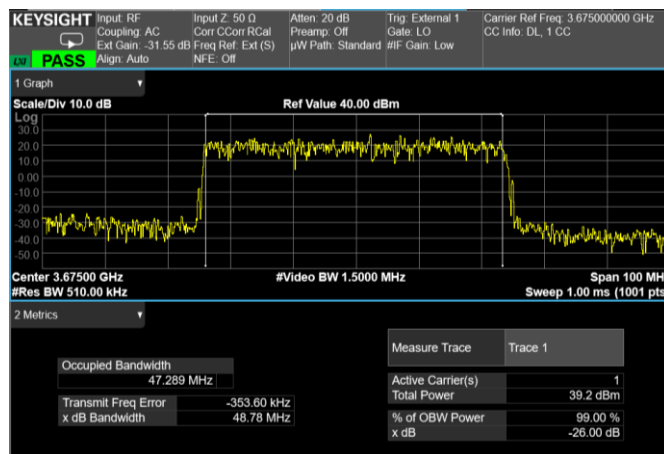 KEYSIGHT Input: RF Input Z: 50 Ω Atten: 20 dB Trig: External 1 Carrier Ref Freq: 3.675000000 GHz
Coupling: AC Corr CCorr RCal Preamp: Off Gate: LO CC Info: DL, 1 CC
Ext Gain: -31.55 dB Freq Ref: Ext (S) µW Path: Standard #IF Gain: Low
LXI PASS Align: Auto NFE: Off
1 Graph
Scale/Div 10.0 dB Ref Value 40.00 dBm
Log
30.0
20.0
10.0
0.00
-10.0
-20.0
-30.0
-40.0
-50.0
Center 3.67500 GHz #Video BW 1.5000 MHz Span 100 MH
#Res BW 510.00 kHz Sweep 1.00 ms (1001 pts
2 Metrics
Measure Trace Trace 1
Occupied Bandwidth
47.289 MHz
Active Carrier(s) 1
Transmit Freq Error -353.60 kHz Total Power 39.2 dBm
x dB Bandwidth 48.78 MHz % of OBW Power 99.00 %
x dB -26.00 dB